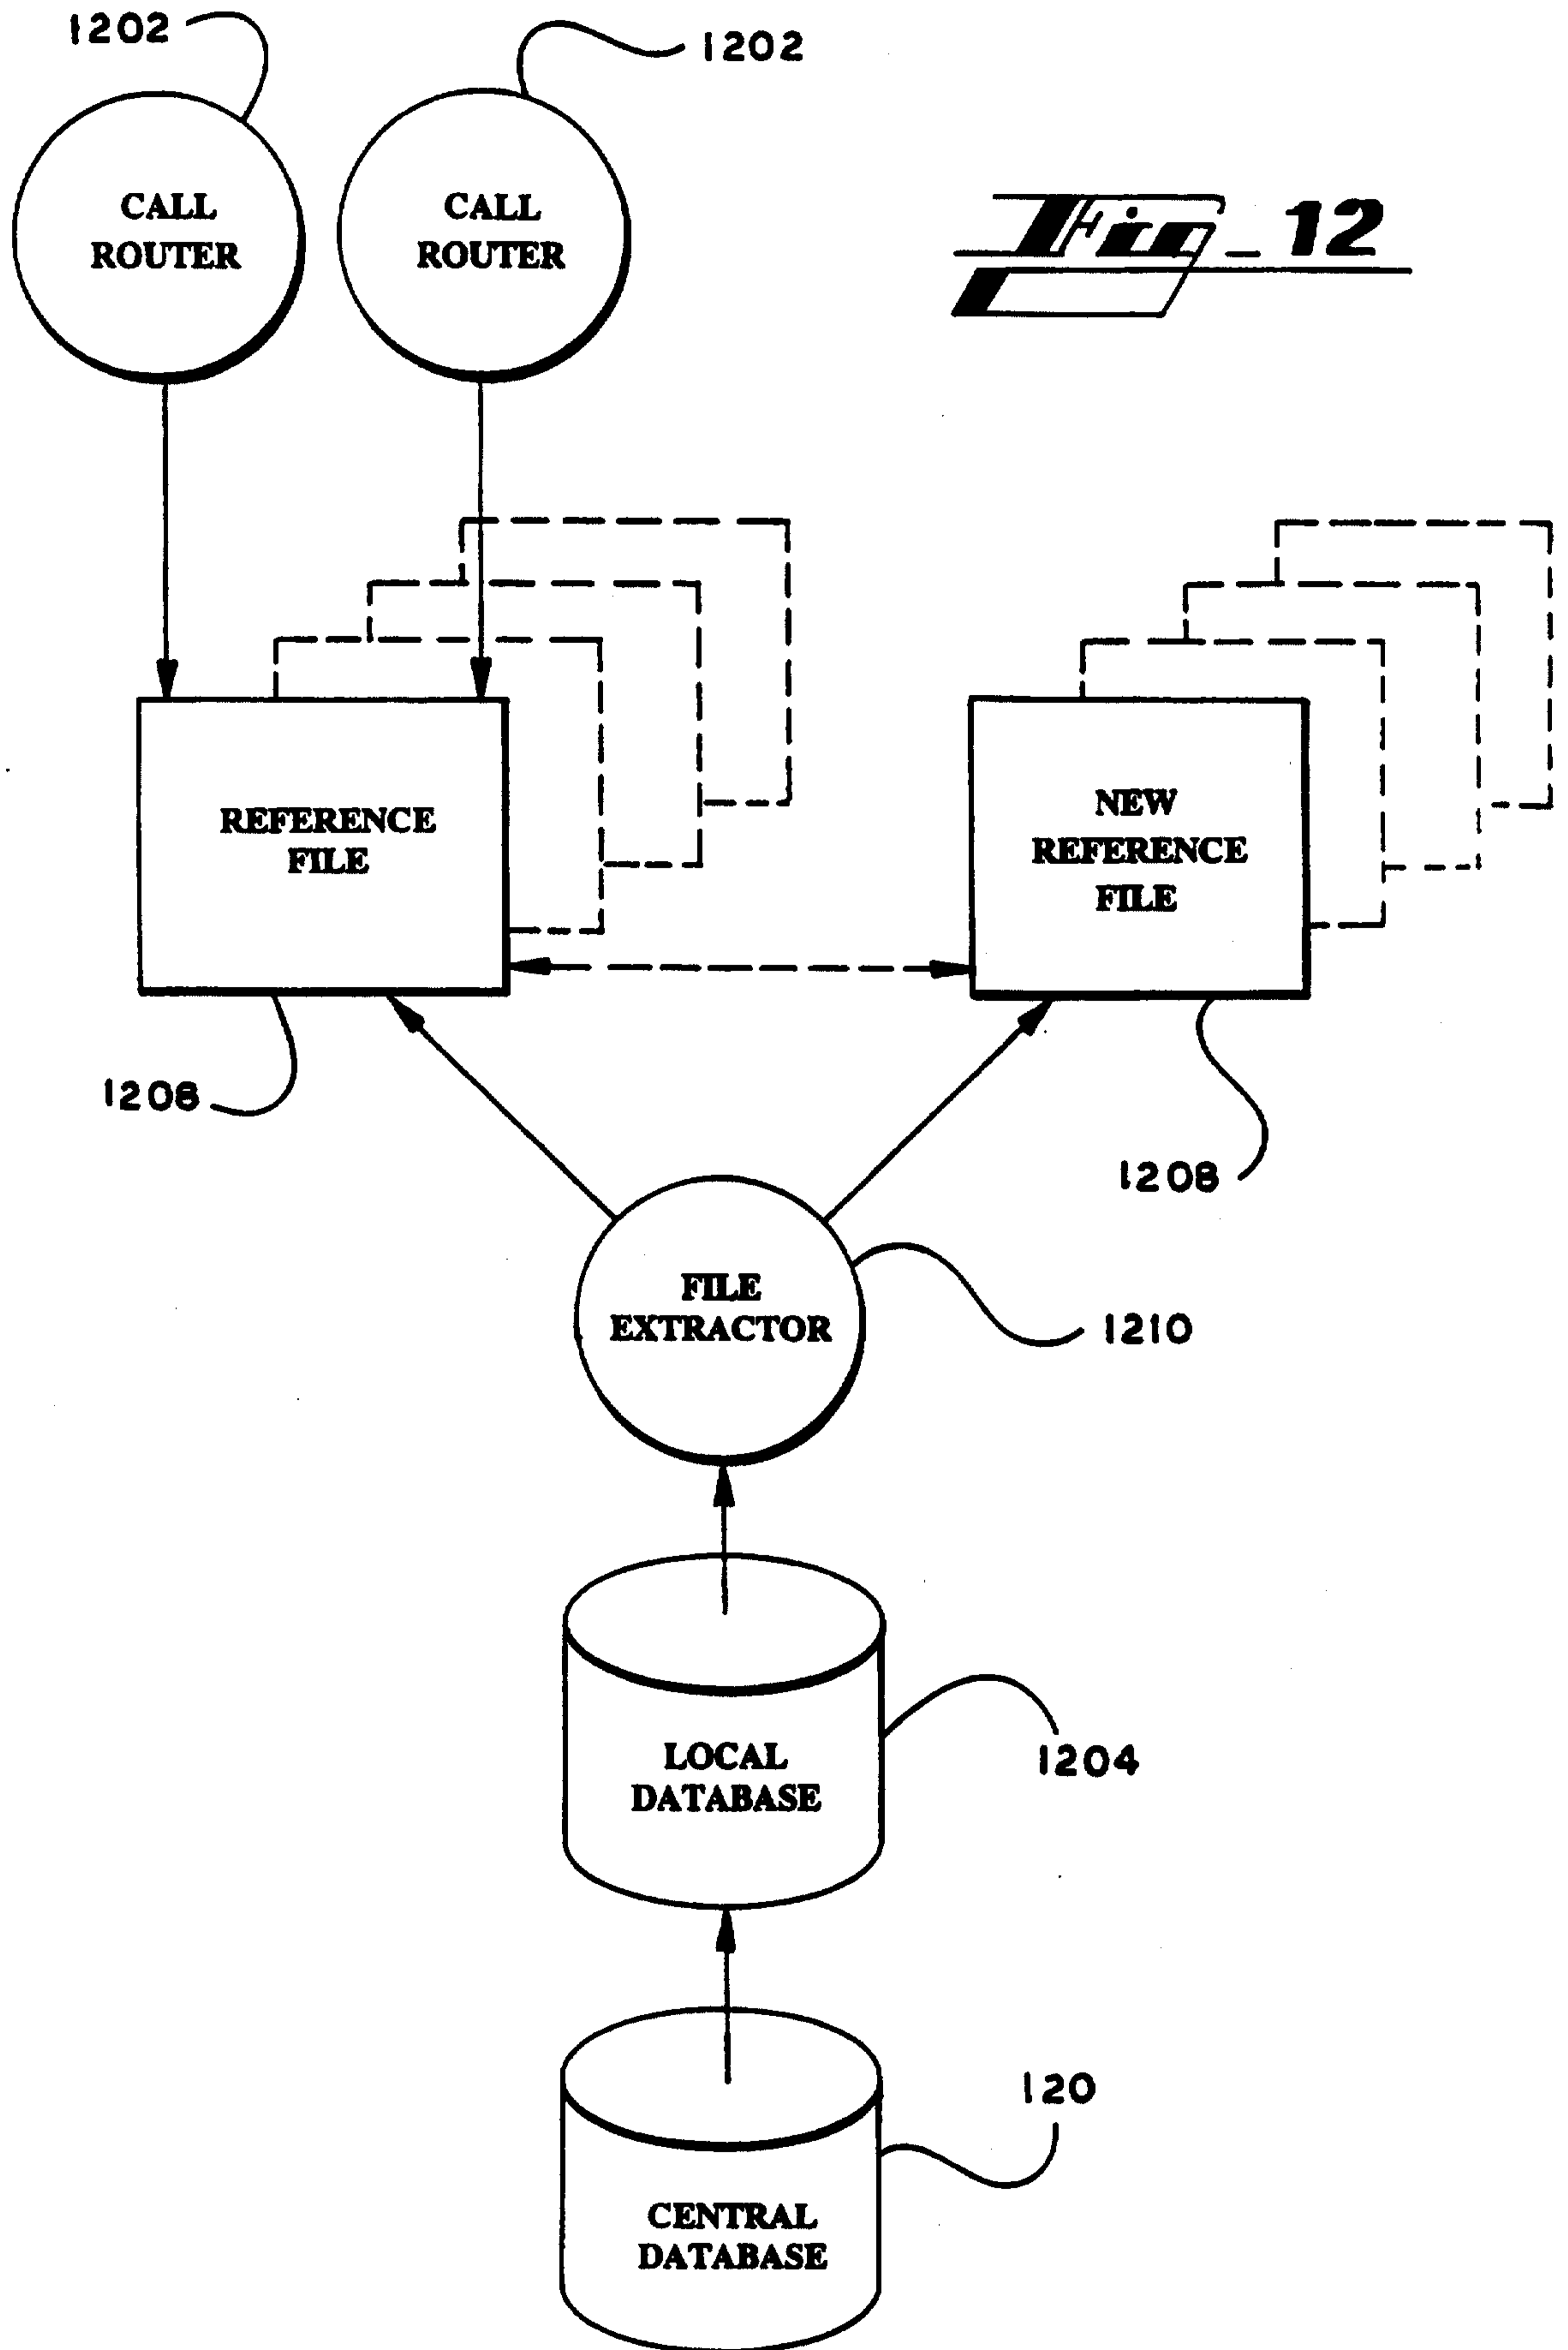 1202
1202
CALL
ROUTER
CALL
ROUTER
Fig_12
REFERENCE
FILE
NEW
REFERENCE
FILE
1206
1208
FILE
EXTRACTOR
1210
LOCAL
DATABASE
1204
120
CENTRAL
DATABASE